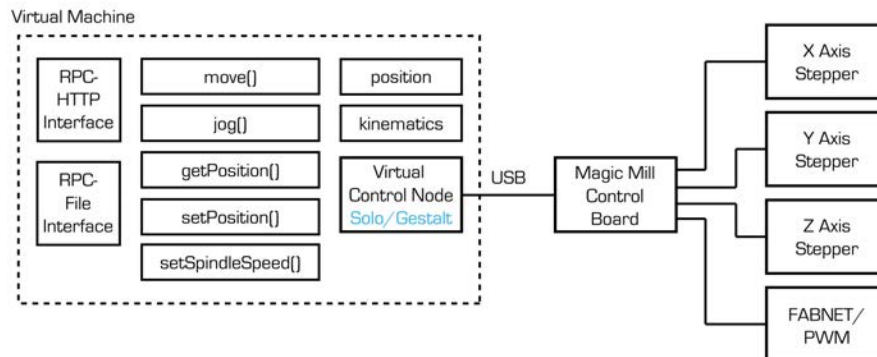 Virtual Machine
RPC-
HTTP
Interface
RPC-
File
Interface
move()
jog()
getPosition()
setPosition()
setSpindleSpeed()
position
kinematics
Virtual
Control Node
Solo/Gestalt
USB
Magic Mill
Control
Board
X Axis
Stepper
Y Axis
Stepper
Z Axis
Stepper
FABNET/
PWM